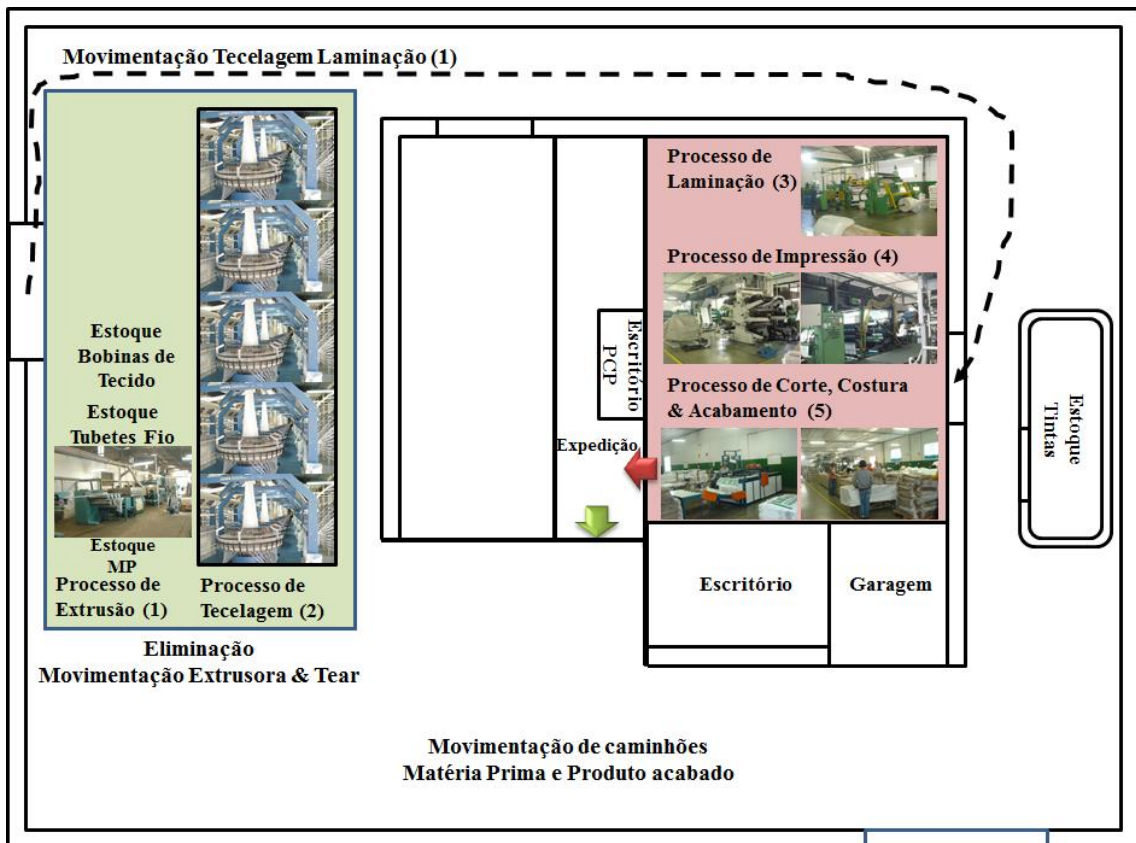 Movimentação Tecelagem Laminação (1)
Processo de
Laminação (3)
Processo de Impressão (4)
Estoque
Bobinas de
Tecido
Estoque
Tubetes Fio
Estoque
MP
Processo de
Extrusão (1)
Processo de
Tecelagem (2)
Eliminação
Movimentação Extrusora & Tear
Escritório
PCP
Expedição
Processo de Corte, Costura
& Acabamento (5)
Escritório
Garagem
Estoque
Tintas
Movimentação de caminhões
Matéria Prima e Produto acabado